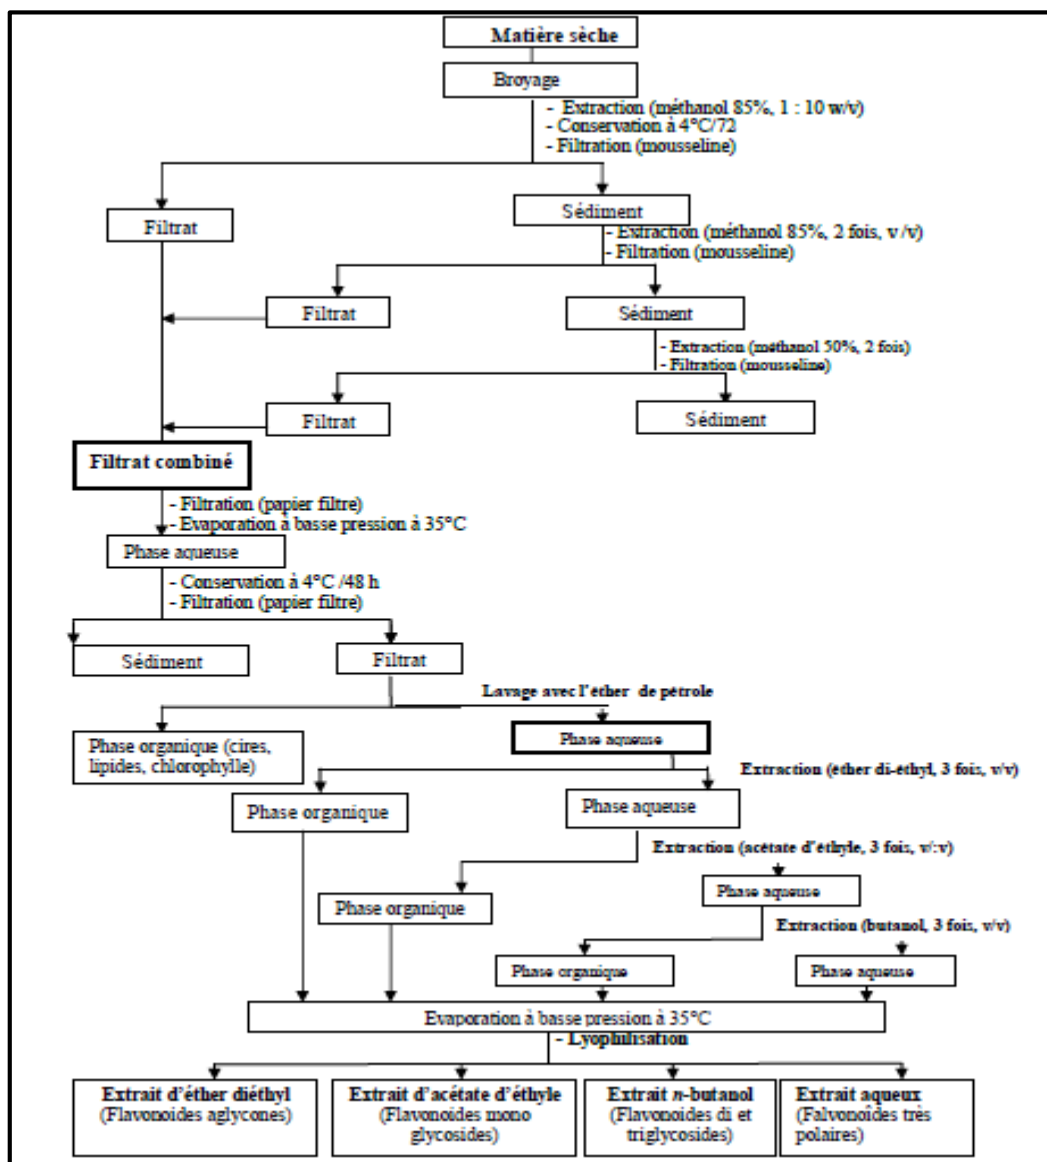 Matière sèche
Broyage
- Extraction (méthanol 85%, 1 : 10 w/v)
- Conservation à 4°C/72
- Filtration (mousseline)
Filtrat
Sédiment
- Extraction (méthanol 85%, 2 fois, v /v)
- Filtration (mousseline)
Filtrat
Sédiment
- Extraction (méthanol 50%, 2 fois)
- Filtration (mousseline)
Filtrat
Sédiment
Filtrat combiné
- Filtration (papier filtre)
- Evaporation à basse pression à 35°C
Phase aqueuse
- Conservation à 4°C /48 h
- Filtration (papier filtre)
Sédiment
Filtrat
Lavage avec l'éther de pétrole
Phase organique (cires,
lipides, chlorophylle)
Phase aqueuse
Extraction (éther di-éthyl, 3 fois, v/v)
Phase organique
Phase aqueuse
Extraction (acétate d'éthyle, 3 fois, v/:v)
Phase organique
Phase aqueuse
Extraction (butanol, 3 fois, v/v)
Phase organique
Phase aqueuse
Evaporation à basse pression à 35°C
- Lyophilisation
Extrait d'éther diéthyl
(Flavonoides aglycones)
Extrait d'acétate d'éthyle
(Flavonoides mono
glycosides)
Extrait n-butanol
(Flavonoides di et
triglycosides)
Extrait aqueux
(Falvonoïdes très
polaires)